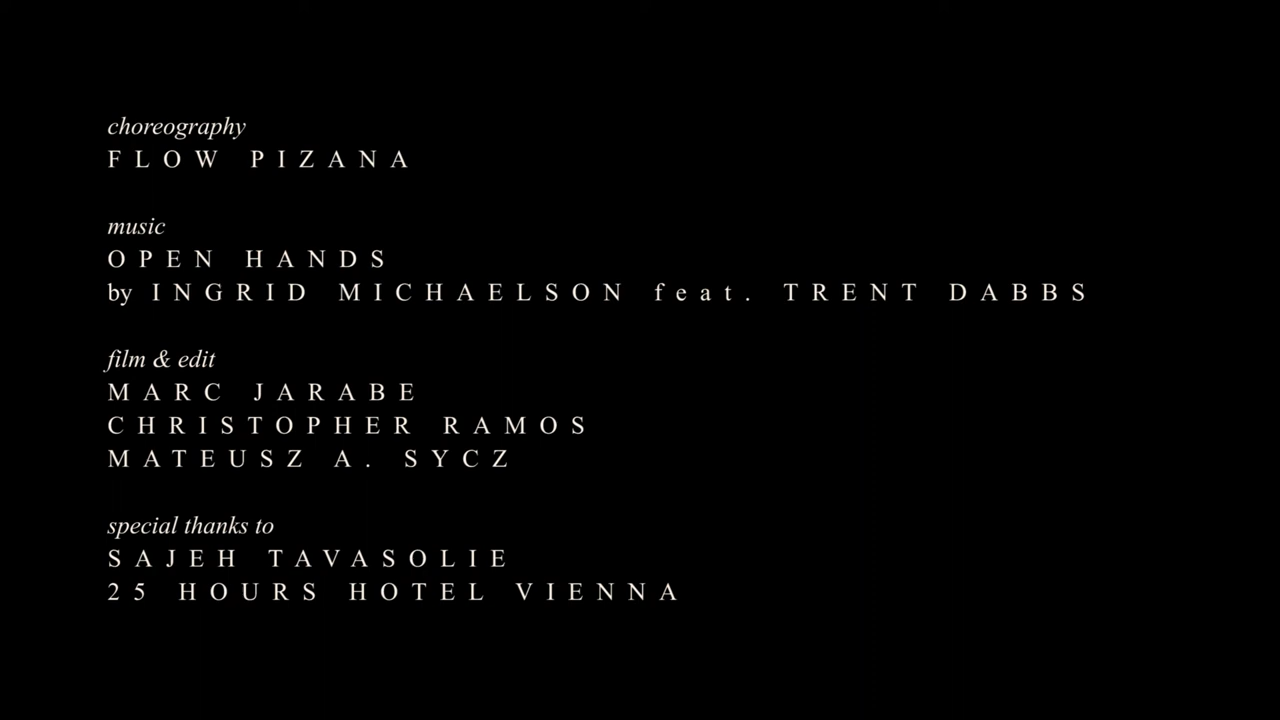 choreography
FLOW PIZANA
music
OPEN HANDS
by INGRID MICHAELSON feat. TRENT DABBS
film & edit
MARC JARABE
CHRISTOPHER RAMOS
MATEUSZ A. SYCZ
special thanks to
SAJEH TAVASOLIE
25 HOURS HOTEL VIENNA